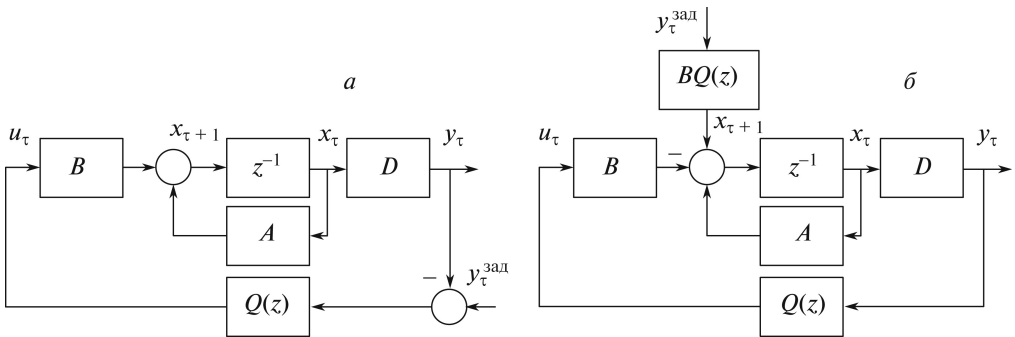 а
u_τ
B
x_{τ + 1}
z^{−1}
x_τ
D
y_τ
A
−
y_τ^{зад}
Q(z)
y_τ^{зад}
BQ(z)
б
u_τ
B
−
x_{τ + 1}
z^{−1}
x_τ
D
y_τ
A
Q(z)